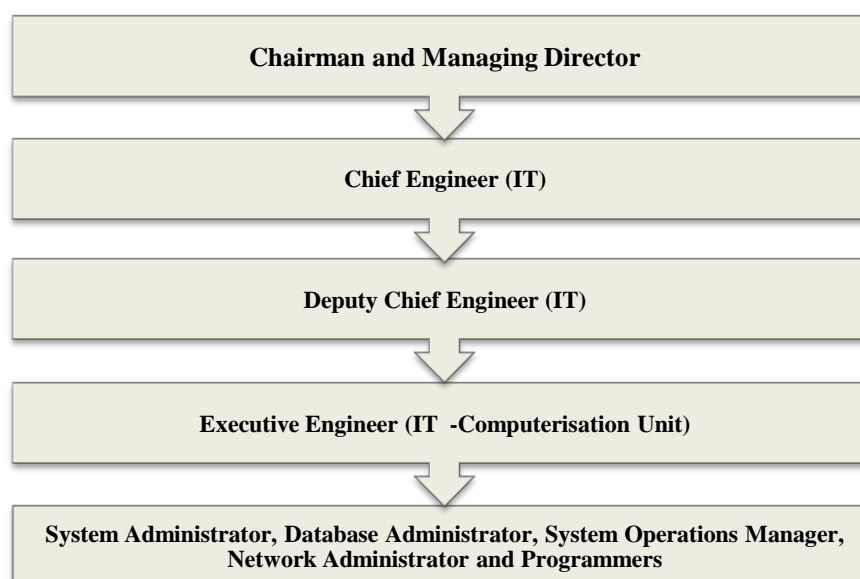 Chairman and Managing Director
Chief Engineer (IT)
Deputy Chief Engineer (IT)
Executive Engineer (IT -Computerisation Unit)
System Administrator, Database Administrator, System Operations Manager,
Network Administrator and Programmers